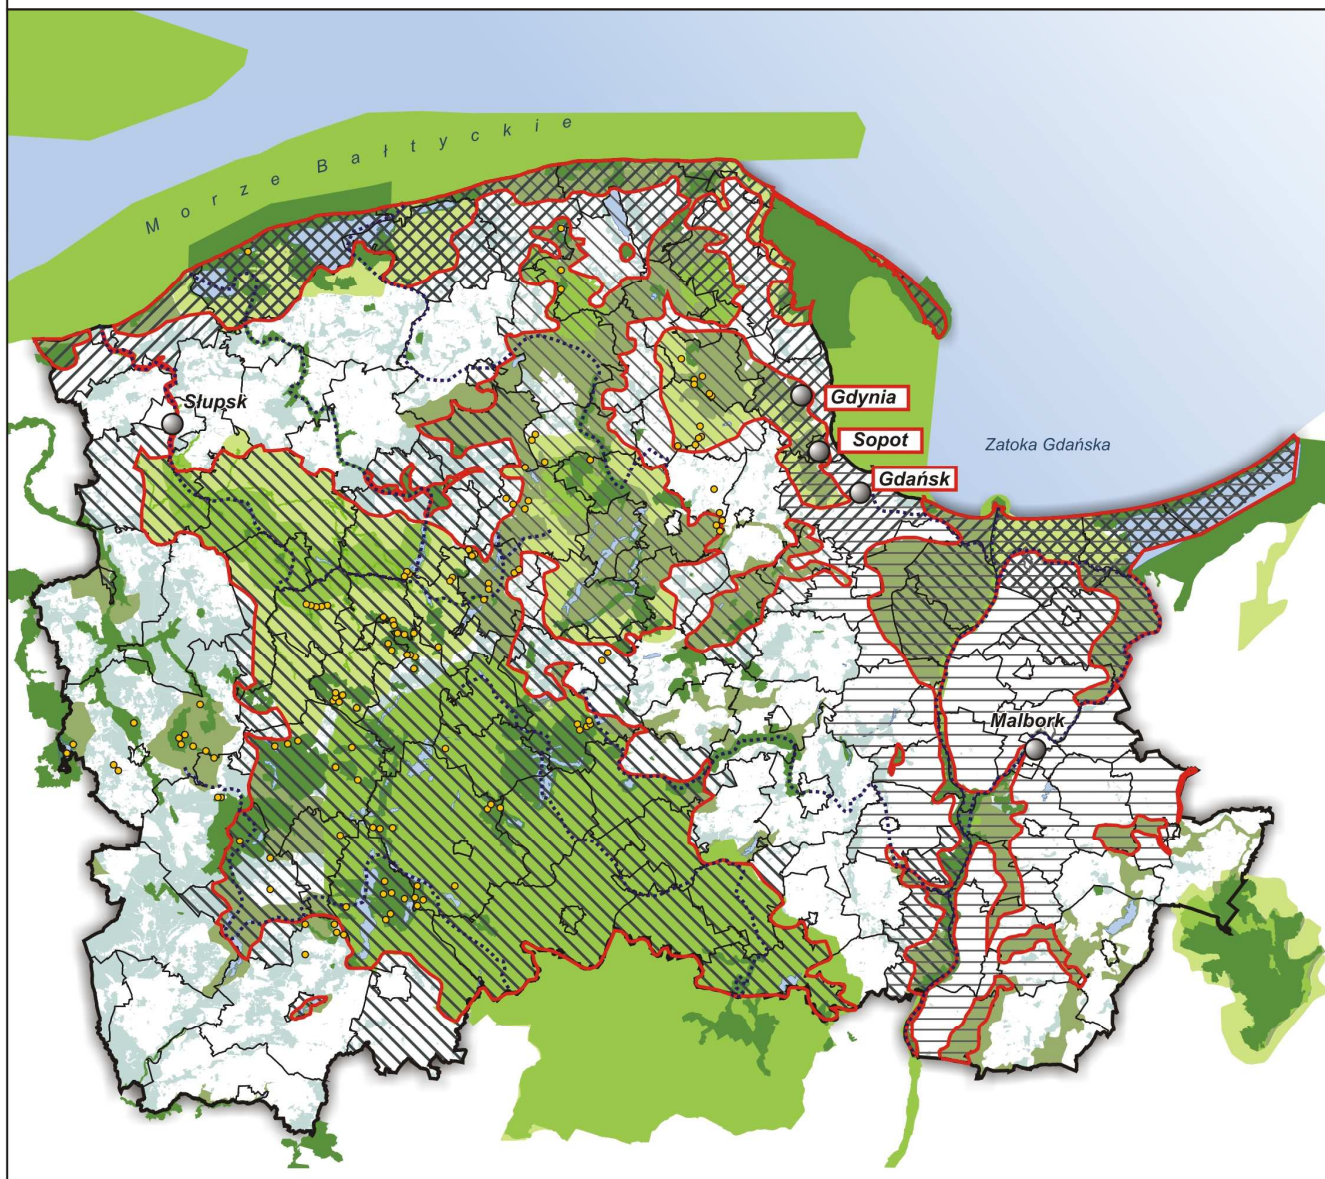 Morze Bałtyckie
Słupsk
Gdynia
Sopot
Zatoka Gdańska
Gdańsk
Malbork